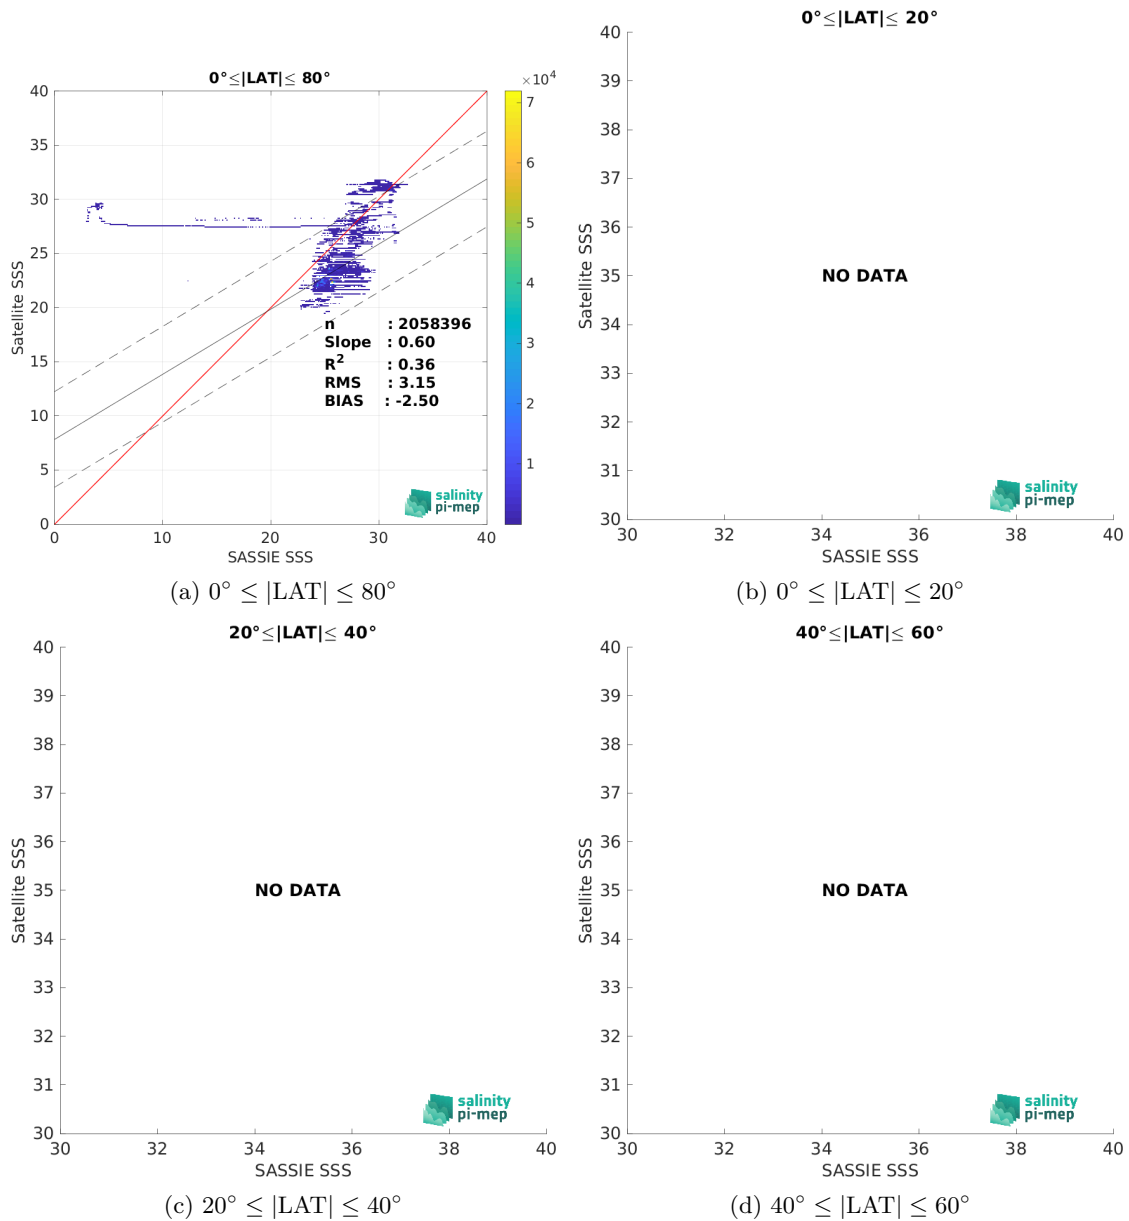 0°≤|LAT|≤ 80°
×10⁴
40
35
30
25
20
15
10
5
0
0
10
20
30
40
7
6
5
4
3
2
1
Satellite SSS
SASSIE SSS
n : 2058396
Slope : 0.60
R² : 0.36
RMS : 3.15
BIAS : -2.50
salinity
pi-mep
(a) 0° ≤ |LAT| ≤ 80°
0°≤|LAT|≤ 20°
40
39
38
37
36
35
34
33
32
31
30
30
32
34
36
38
40
Satellite SSS
SASSIE SSS
NO DATA
salinity
pi-mep
(b) 0° ≤ |LAT| ≤ 20°
20°≤|LAT|≤ 40°
40
39
38
37
36
35
34
33
32
31
30
30
32
34
36
38
40
Satellite SSS
SASSIE SSS
NO DATA
salinity
pi-mep
(c) 20° ≤ |LAT| ≤ 40°
40°≤|LAT|≤ 60°
40
39
38
37
36
35
34
33
32
31
30
30
32
34
36
38
40
Satellite SSS
SASSIE SSS
NO DATA
salinity
pi-mep
(d) 40° ≤ |LAT| ≤ 60°